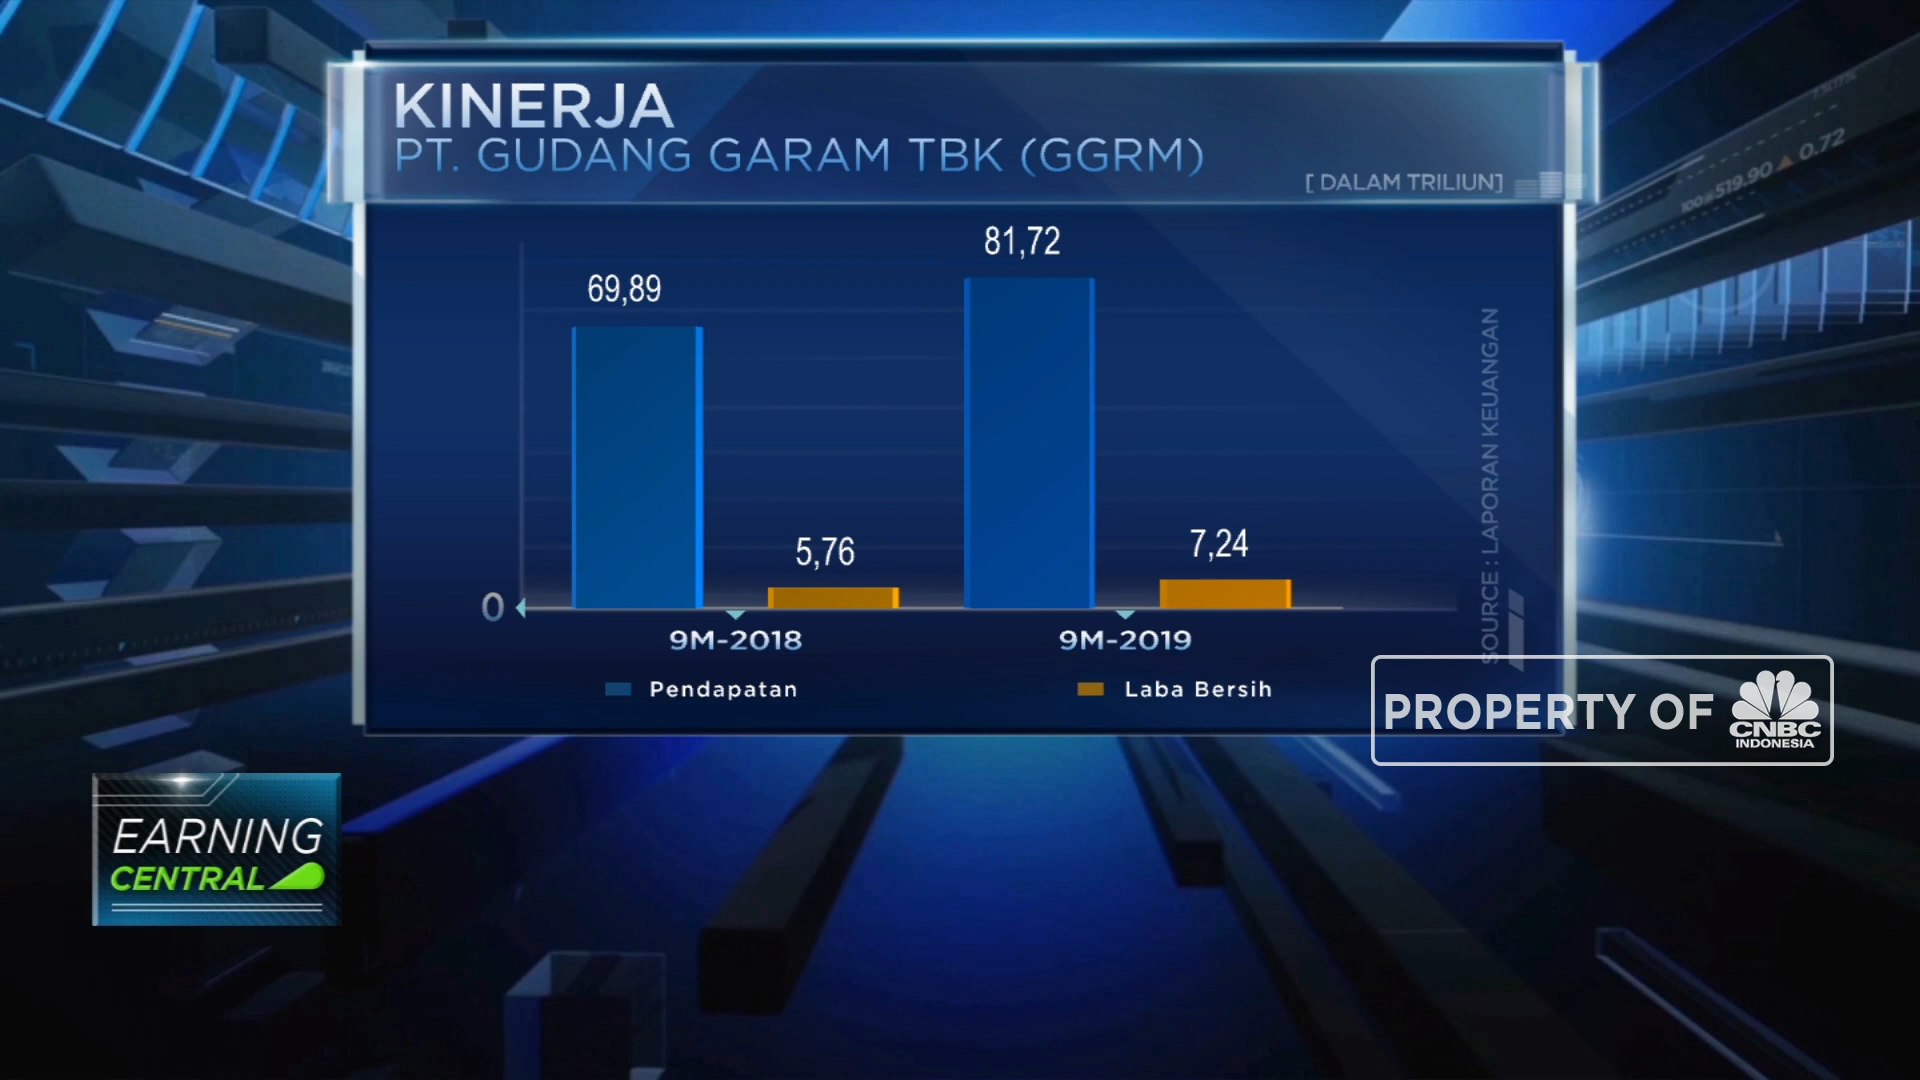 KINERJA
PT. GUDANG GARAM TBK (GGRM)
[ DALAM TRILIUN]
100 519.90 ▲ 0.72
81,72
69,89
7,24
5,76
0
9M-2018
9M-2019
Pendapatan
Laba Bersih
SOURCE : LAPORAN KEUANGAN
PROPERTY OF
CNBC
INDONESIA
EARNING
CENTRAL